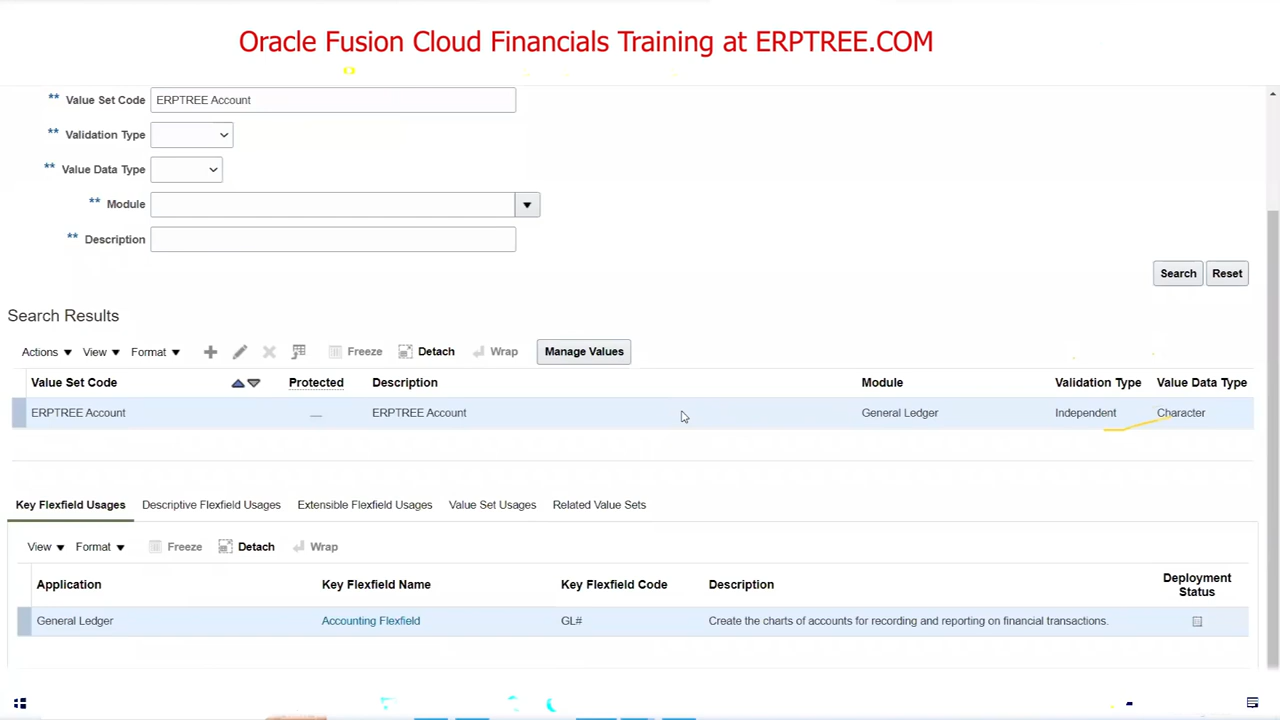 Oracle Fusion Cloud Financials Training at ERPTREE.COM
** Value Set Code ERPTREE Account
** Validation Type
** Value Data Type
** Module
** Description
Search Reset
Search Results
Actions View Format Freeze Detach Wrap Manage Values
Value Set Code Protected Description Module Validation Type Value Data Type
ERPTREE Account — ERPTREE Account General Ledger Independent Character
Key Flexfield Usages Descriptive Flexfield Usages Extensible Flexfield Usages Value Set Usages Related Value Sets
View Format Freeze Detach Wrap
Application Key Flexfield Name Key Flexfield Code Description Deployment Status
General Ledger Accounting Flexfield GL# Create the charts of accounts for recording and reporting on financial transactions.